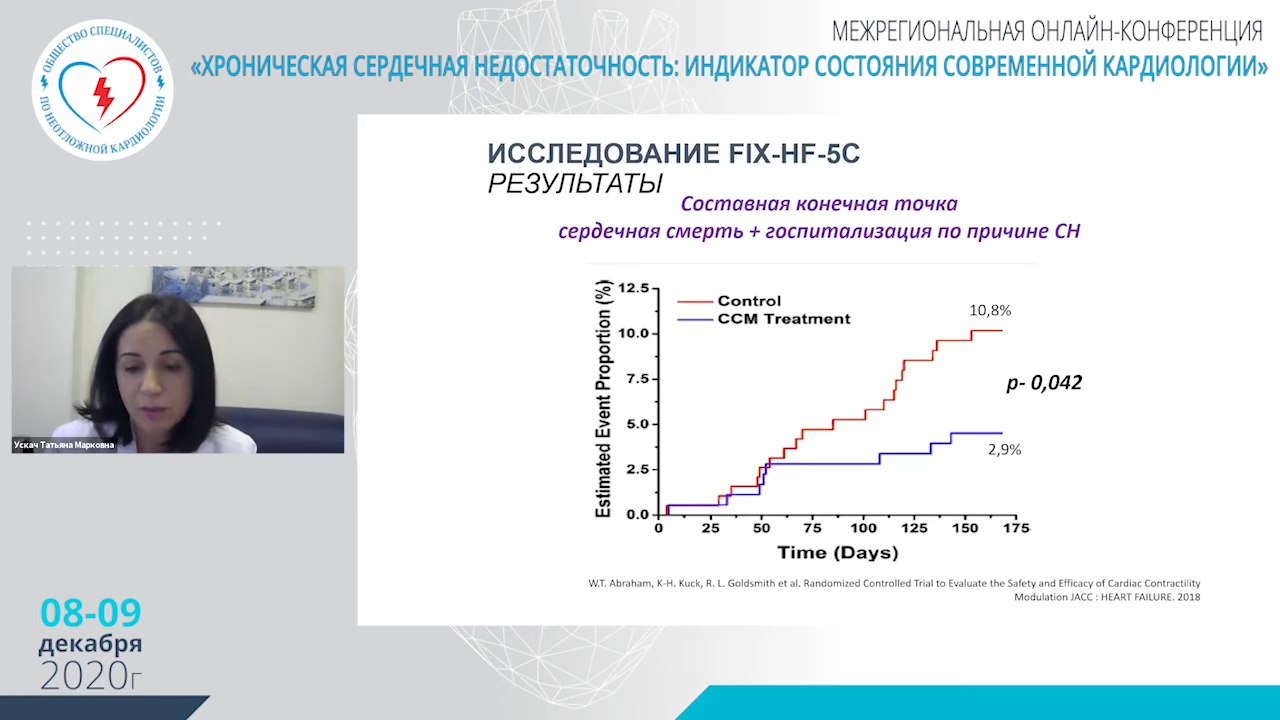 МЕЖРЕГИОНАЛЬНАЯ ОНЛАЙН-КОНФЕРЕНЦИЯ
«ХРОНИЧЕСКАЯ СЕРДЕЧНАЯ НЕДОСТАТОЧНОСТЬ: ИНДИКАТОР СОСТОЯНИЯ СОВРЕМЕННОЙ КАРДИОЛОГИИ»
ОБЩЕСТВО СПЕЦИАЛИСТОВ
ПО НЕОТЛОЖНОЙ КАРДИОЛОГИИ
ИССЛЕДОВАНИЕ FIX-HF-5C
РЕЗУЛЬТАТЫ
Составная конечная точка
сердечная смерть + госпитализация по причине СН
Estimated Event Proportion (%)
12.5
10.0
7.5
5.0
2.5
0.0
Control
CCM Treatment
10,8%
p- 0,042
2,9%
0 25 50 75 100 125 150 175
Time (Days)
W.T. Abraham, K-H. Kuck, R. L. Goldsmith et al. Randomized Controlled Trial to Evaluate the Safety and Efficacy of Cardiac Contractility
Modulation JACC : HEART FAILURE. 2018
Ускач Татьяна Марковна
08-09
декабря
2020г